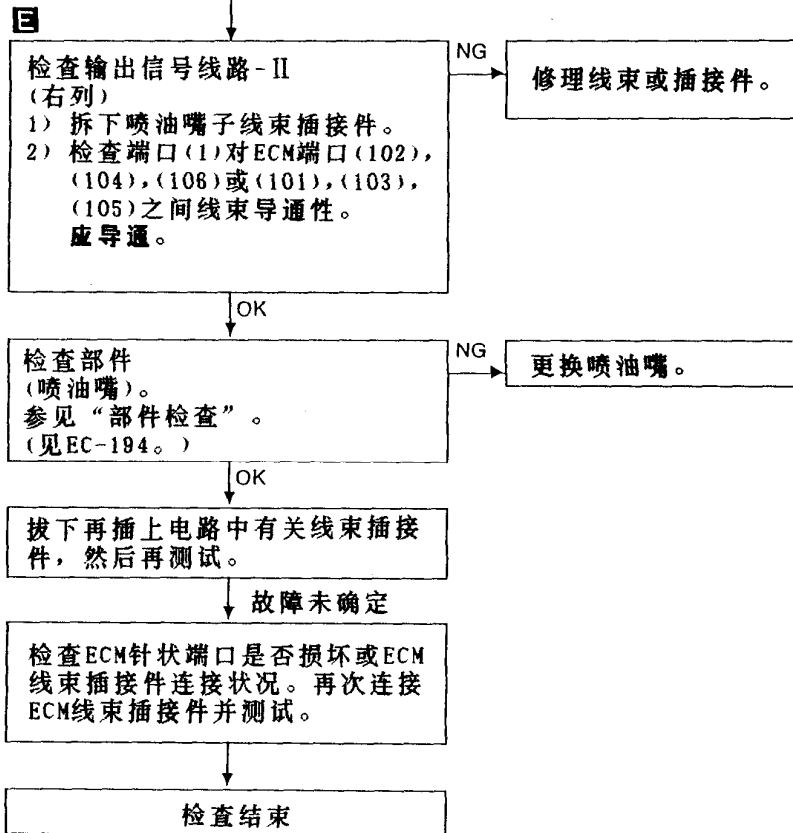 E
检查输出信号线路-II
(右列)
1) 拆下喷油嘴子线束插接件。
2) 检查端口(1)对ECM端口(102),
(104),(106)或(101),(103),
(105)之间线束导通性。
应导通。
NG
修理线束或插接件。
OK
检查部件
(喷油嘴)。
参见“部件检查”。
(见EC-194。)
NG
更换喷油嘴。
OK
拔下再插上电路中有关线束插接
件，然后再测试。
故障未确定
检查ECM针状端口是否损坏或ECM
线束插接件连接状况。再次连接
ECM线束插接件并测试。
检查结束